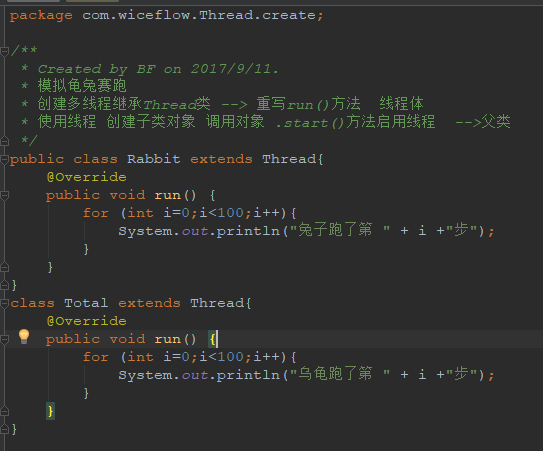 package com.wiceflow.Thread.create;
/**
* Created by BF on 2017/9/11.
* 模拟龟兔赛跑
* 创建多线程继承Thread类 --> 重写run()方法 线程体
* 使用线程 创建子类对象 调用对象 .start()方法启用线程 -->父类
*/
public class Rabbit extends Thread{
@Override
public void run() {
for (int i=0;i<100;i++){
System.out.println("兔子跑了第 " + i +"步");
}
}
}
class Total extends Thread{
@Override
public void run() {
for (int i=0;i<100;i++){
System.out.println("乌龟跑了第 " + i +"步");
}
}
}